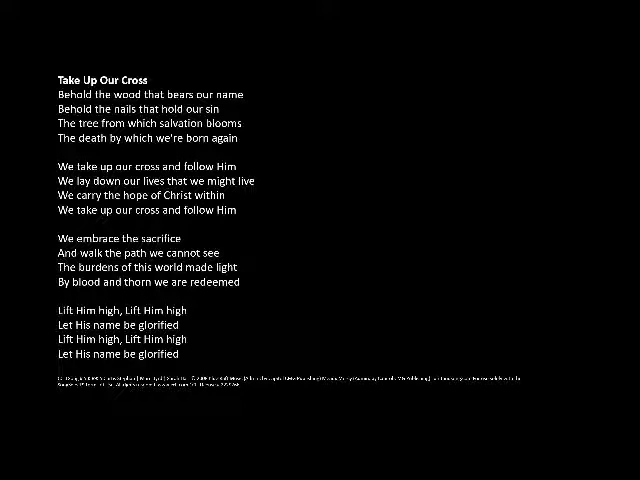 Take Up Our Cross
Behold the wood that bears our name
Behold the nails that hold our sin
The tree from which salvation blooms
The death by which we're born again
We take up our cross and follow Him
We lay down our lives that we might live
We carry the hope of Christ within
We take up our cross and follow Him
We embrace the sacrifice
And walk the path we cannot see
The burdens of this world made light
By blood and thorn we are redeemed
Lift Him high, Lift Him high
Let His name be glorified
Lift Him high, Lift Him high
Let His name be glorified